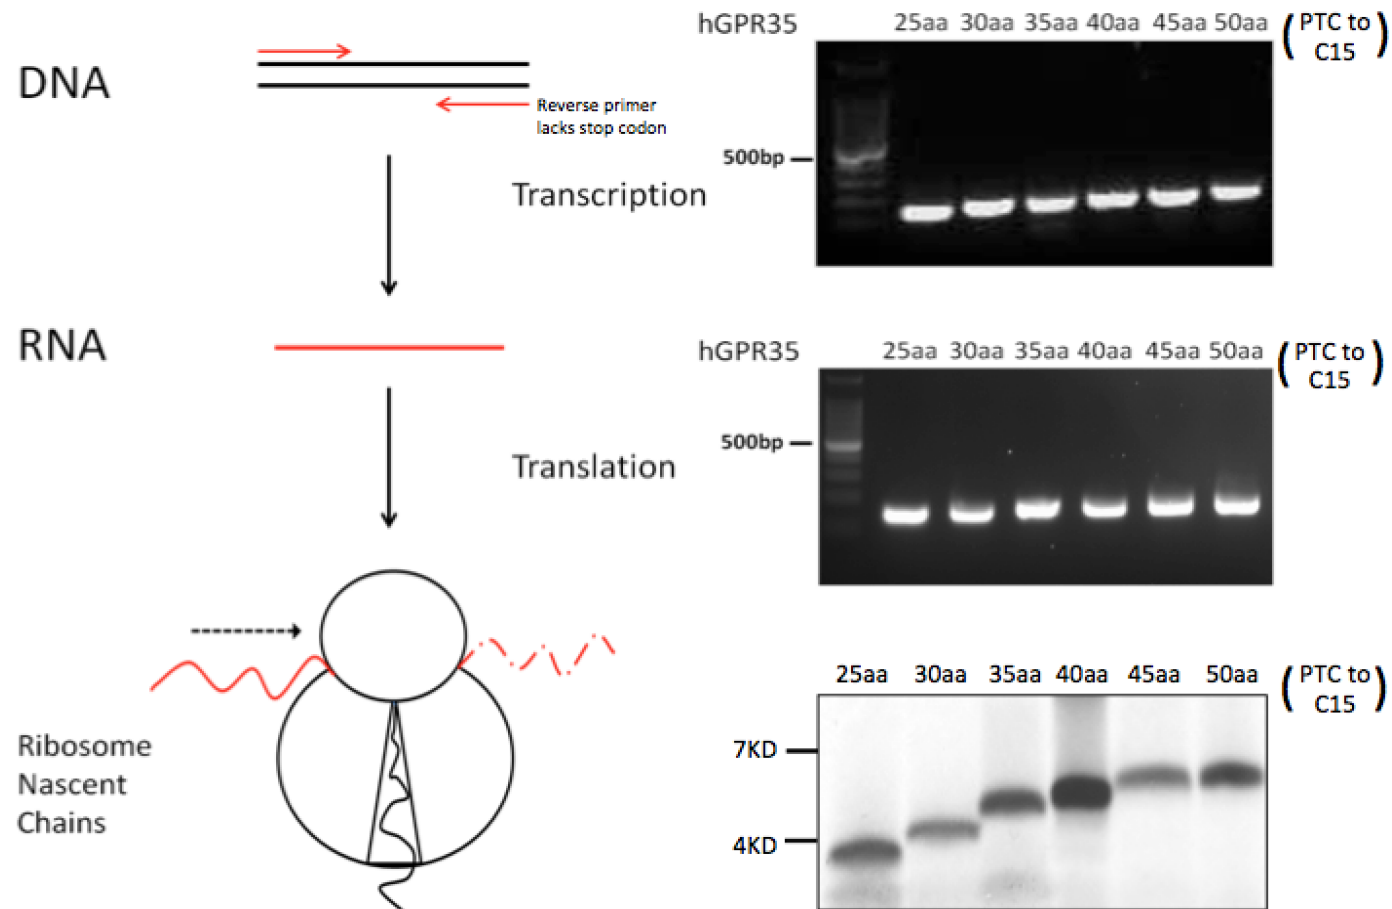 DNA
Reverse primer
lacks stop codon
Transcription
RNA
Translation
Ribosome
Nascent
Chains
hGPR35 25aa 30aa 35aa 40aa 45aa 50aa (PTC to
C15)
500bp
hGPR35 25aa 30aa 35aa 40aa 45aa 50aa (PTC to
C15)
500bp
25aa 30aa 35aa 40aa 45aa 50aa (PTC to
C15)
7KD
4KD